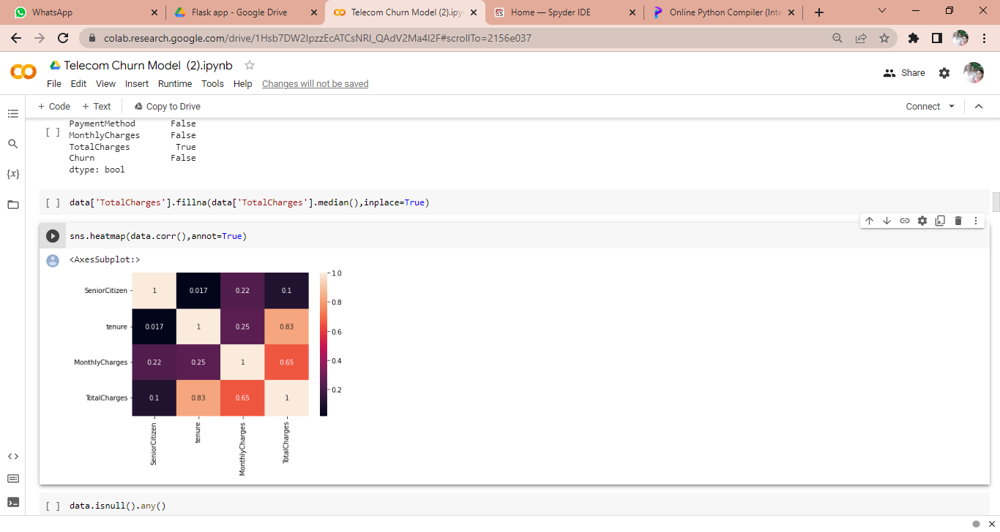 WhatsApp
Flask app - Google Drive
Telecom Churn Model (2).ipy
Home — Spyder IDE
Online Python Compiler (Inte
colab.research.google.com/drive/1Hsb7DW2IpzzEcATCsNRl_QAdV2Ma4I2F#scrollTo=2156e037
Telecom Churn Model (2).ipynb
Share
File Edit View Insert Runtime Tools Help Changes will not be saved
+ Code + Text Copy to Drive Connect
PaymentMethod False
[ ] MonthlyCharges False
TotalCharges True
Churn False
dtype: bool
{x}
[ ] data['TotalCharges'].fillna(data['TotalCharges'].median(),inplace=True)
sns.heatmap(data.corr(),annot=True)
<AxesSubplot:>
SeniorCitizen 1 0.017 0.22 0.1
tenure 0.017 1 0.25 0.83
MonthlyCharges 0.22 0.25 1 0.65
TotalCharges 0.1 0.83 0.65 1
SeniorCitizen
tenure
MonthlyCharges
TotalCharges
1.0
0.8
0.6
0.4
0.2
[ ] data.isnull().any()